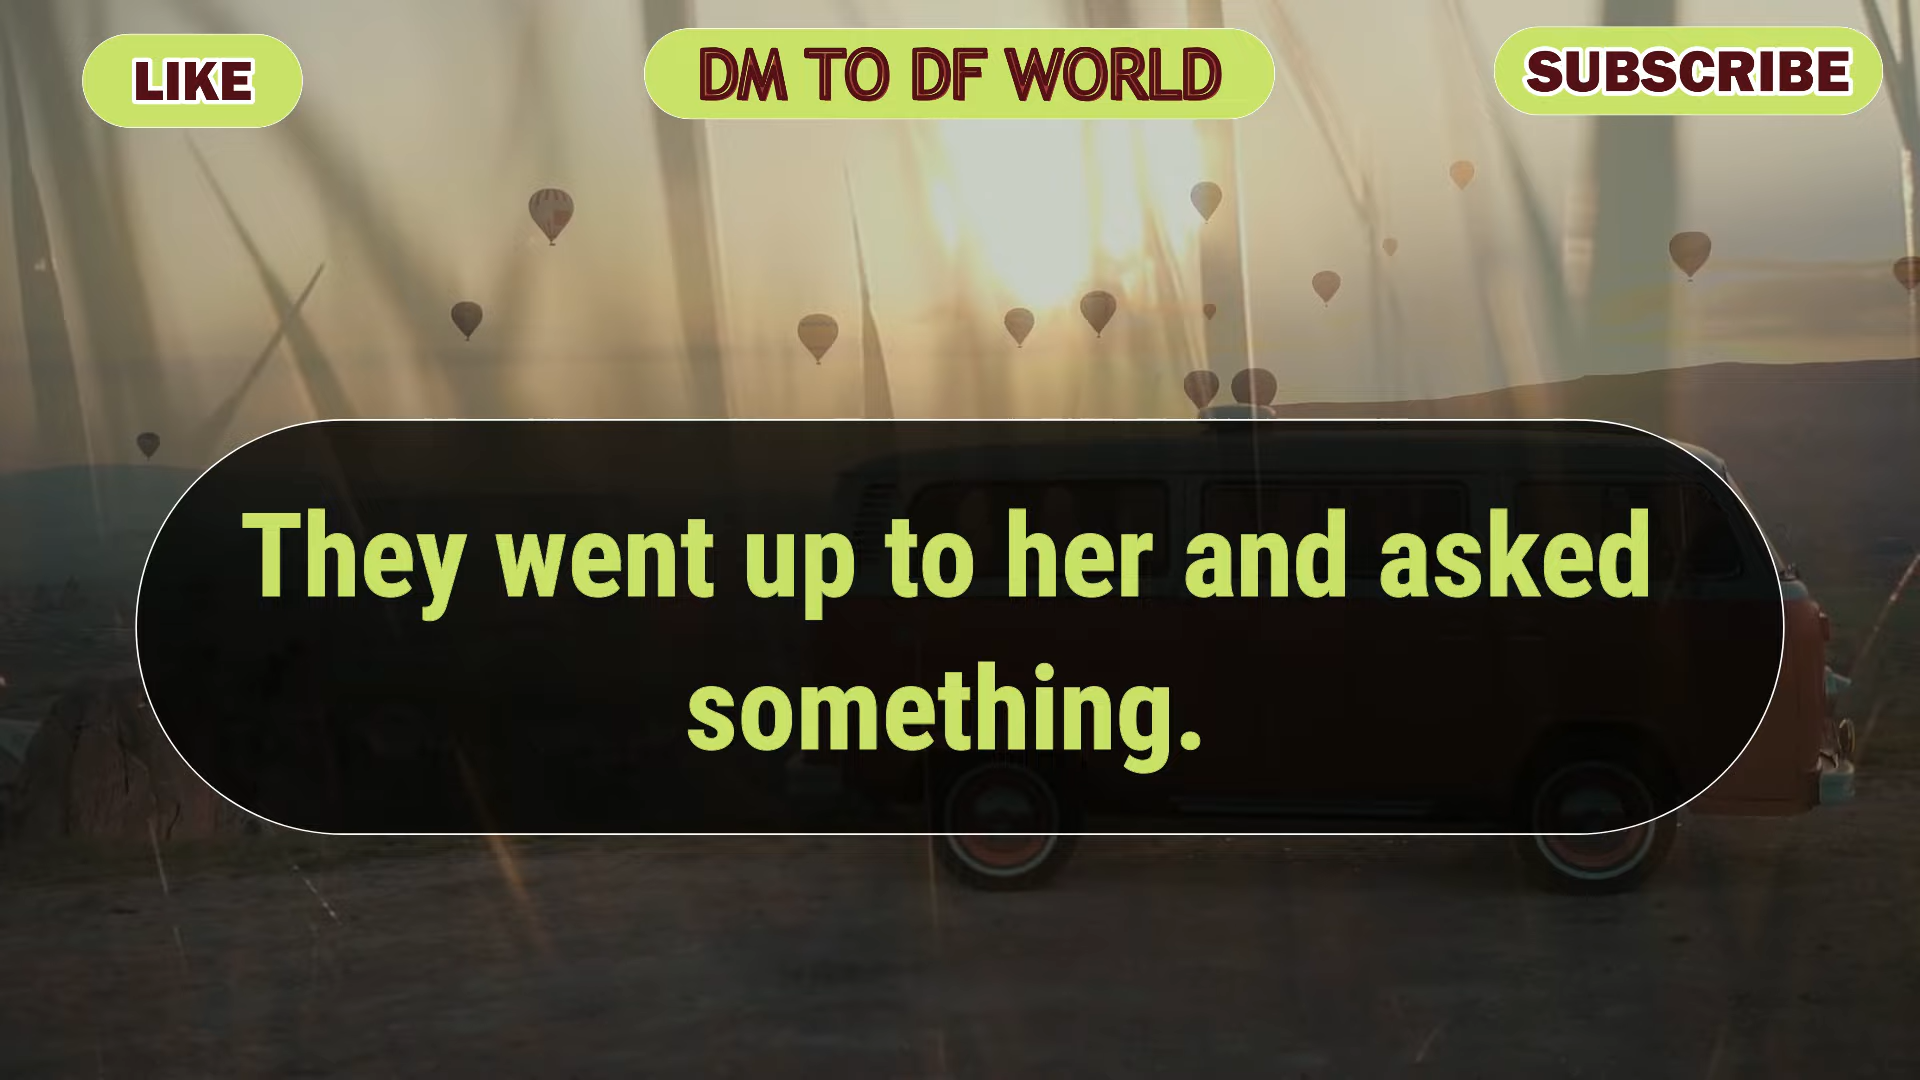 LIKE
DM TO DF WORLD
SUBSCRIBE
They went up to her and asked
something.